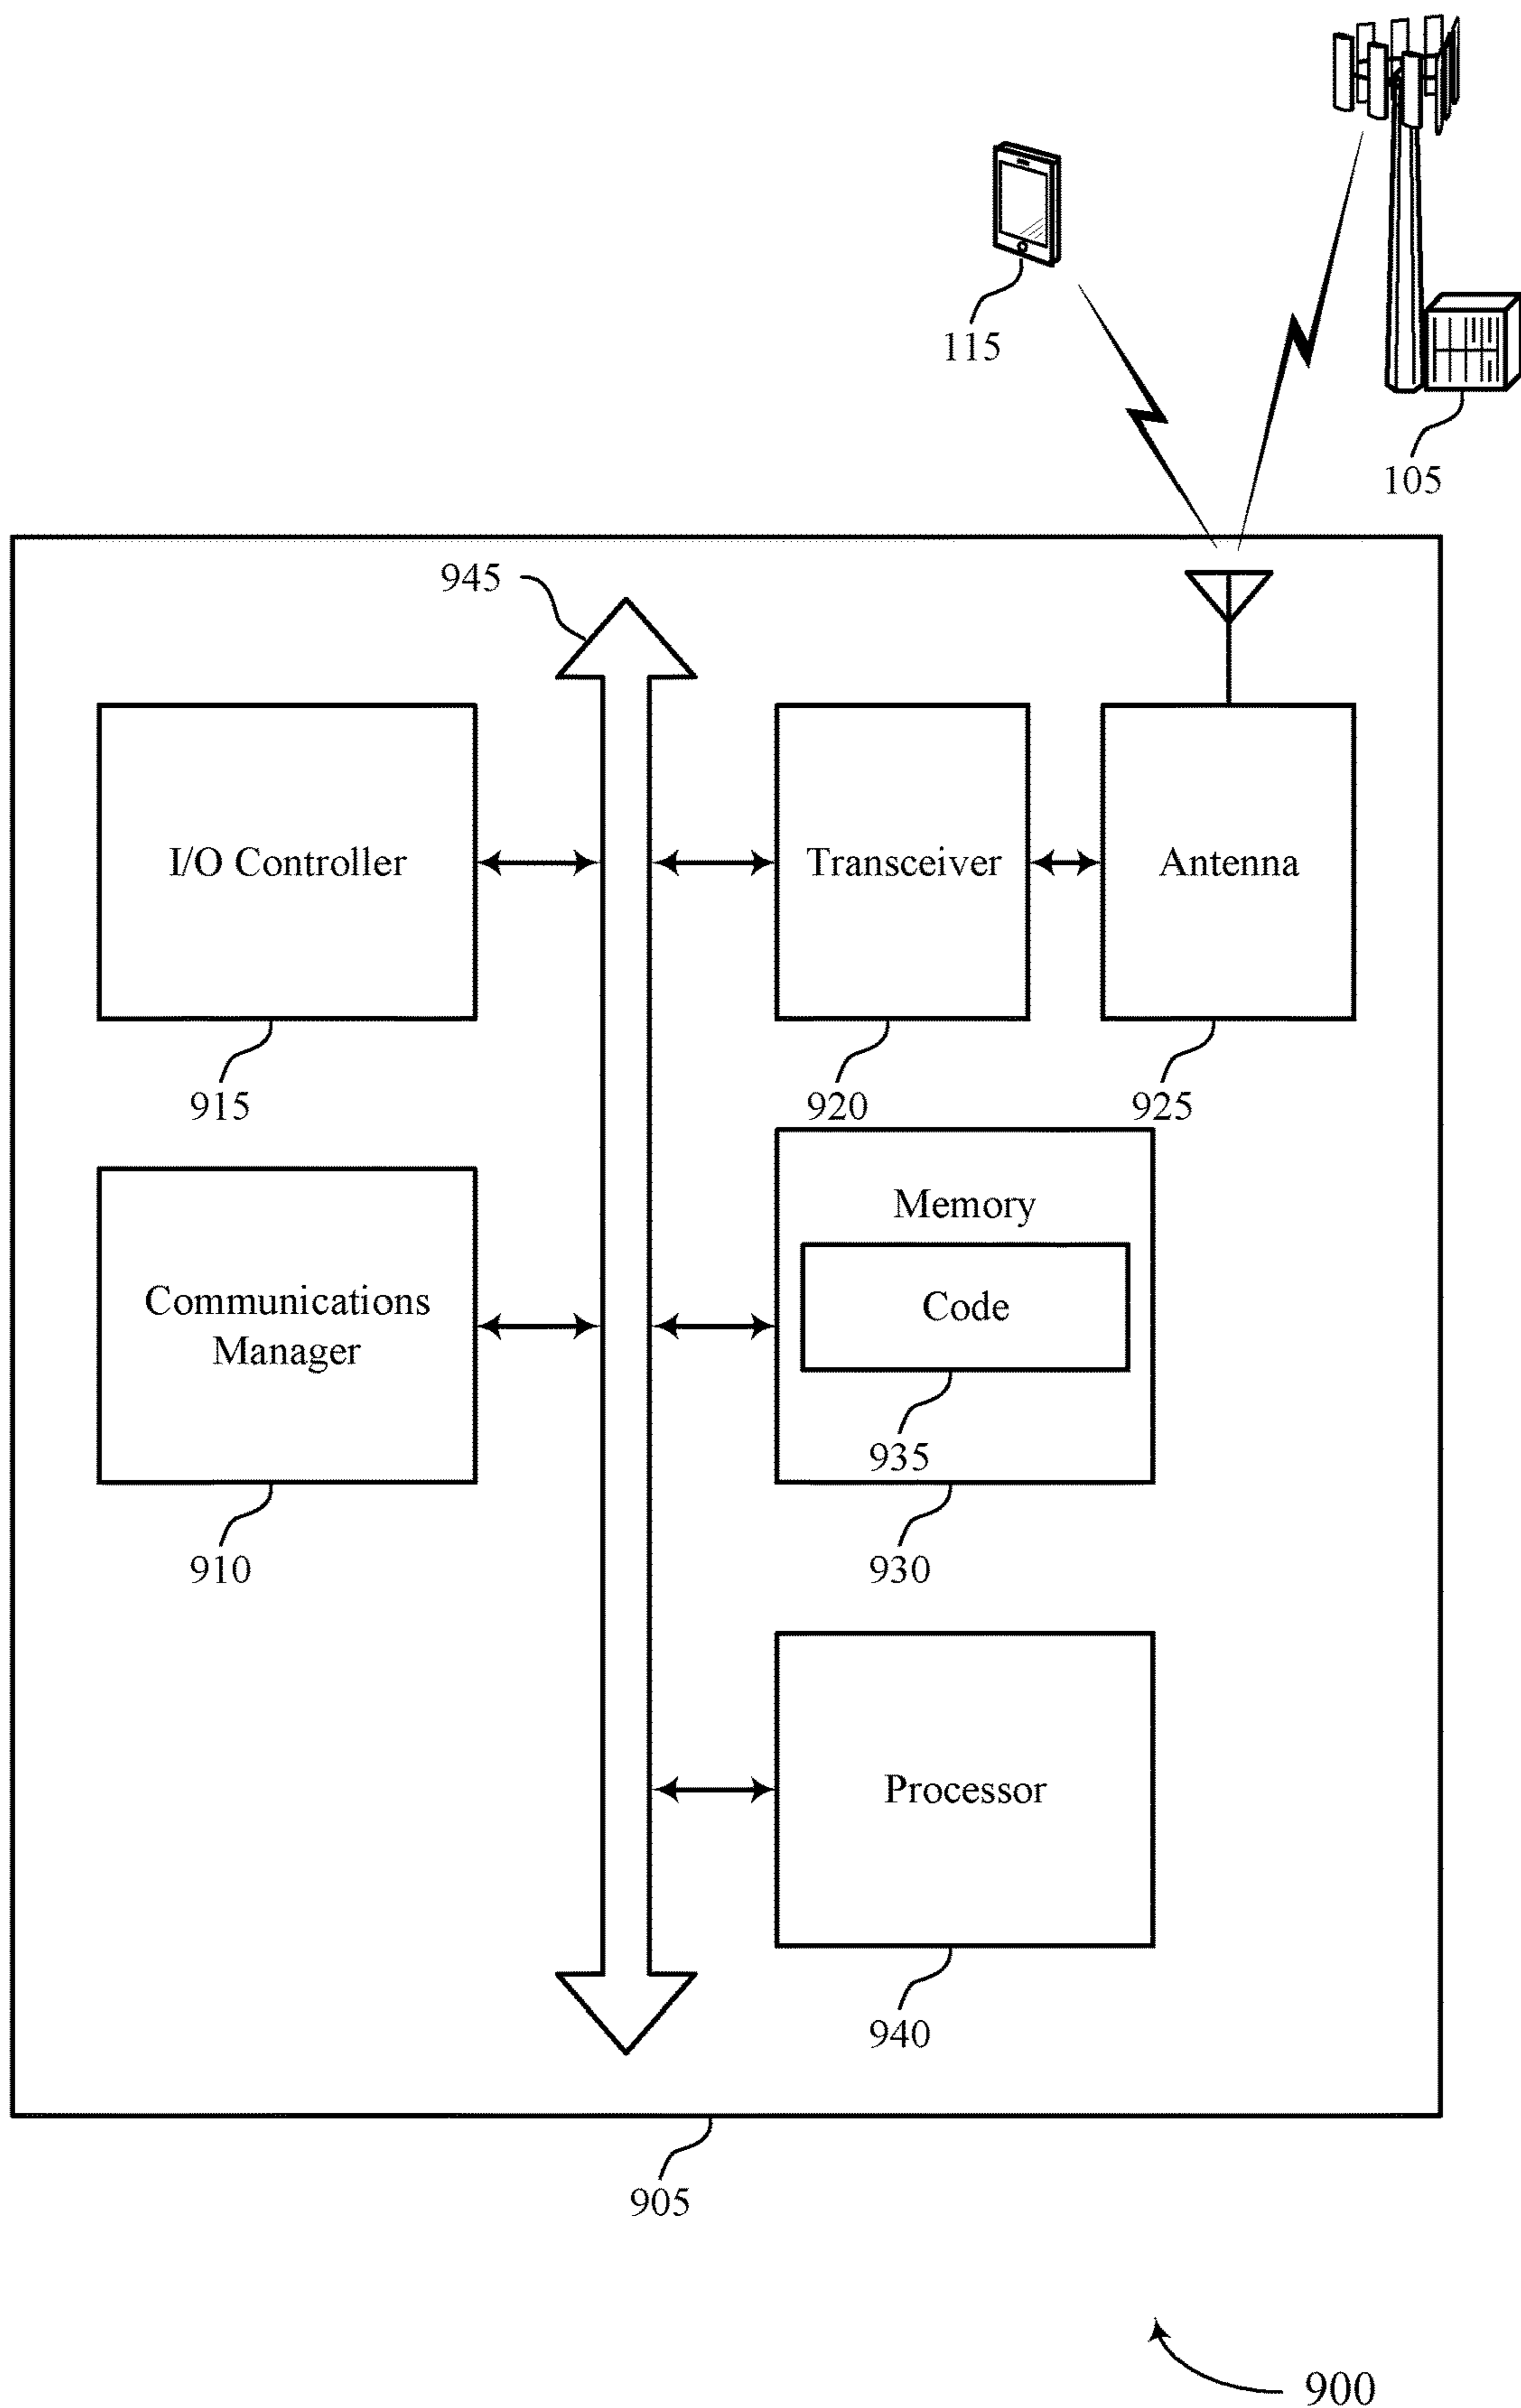 115
105
945
I/O Controller
Transceiver
Antenna
915
920
925
Communications
Manager
Memory
Code
935
910
930
Processor
940
905
900